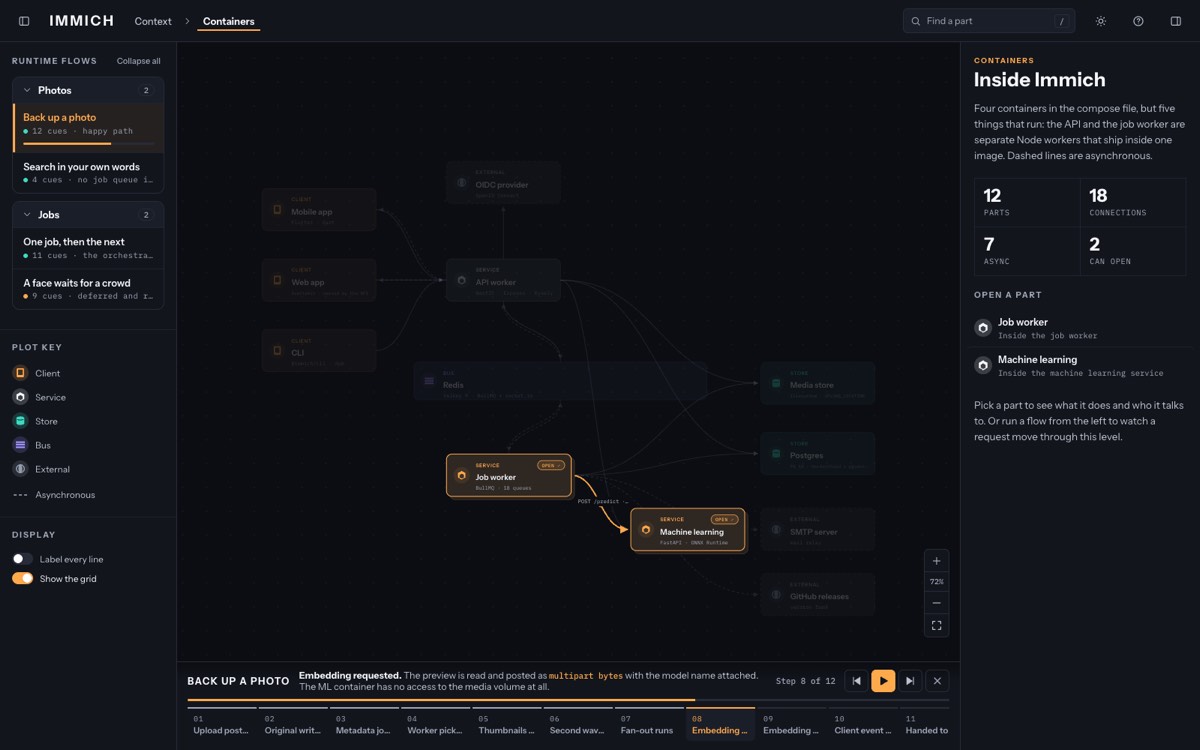 IMMICH
Context
Containers
Find a part
/
RUNTIME FLOWS
Collapse all
Photos
2
Back up a photo
12 cues · happy path
Search in your own words
4 cues · no job queue i…
Jobs
2
One job, then the next
11 cues · the orchestra…
A face waits for a crowd
9 cues · deferred and r…
PLOT KEY
Client
Service
Store
Bus
External
Asynchronous
DISPLAY
Label every line
Show the grid
EXTERNAL
OIDC provider
CLIENT
Mobile app
CLIENT
Web app
SERVICE
API worker
CLIENT
CLI
BUS
Redis
STORE
Media store
STORE
Postgres
SERVICE
OPEN
Job worker
BullMQ · 18 queues
POST /predict ·…
SERVICE
OPEN
Machine learning
FastAPI · ONNX Runtime
EXTERNAL
SMTP server
EXTERNAL
GitHub releases
72%
CONTAINERS
Inside Immich
Four containers in the compose file, but five
things that run: the API and the job worker are
separate Node workers that ship inside one
image. Dashed lines are asynchronous.
12
PARTS
18
CONNECTIONS
7
ASYNC
2
CAN OPEN
OPEN A PART
Job worker
Inside the job worker
Machine learning
Inside the machine learning service
Pick a part to see what it does and who it talks
to. Or run a flow from the left to watch a
request move through this level.
BACK UP A PHOTO
Embedding requested. The preview is read and posted as multipart bytes with the model name attached.
The ML container has no access to the media volume at all.
Step 8 of 12
01
Upload post…
02
Original writ…
03
Metadata jo…
04
Worker pick…
05
Thumbnails …
06
Second wav…
07
Fan-out runs
08
Embedding …
09
Embedding …
10
Client event …
11
Handed to